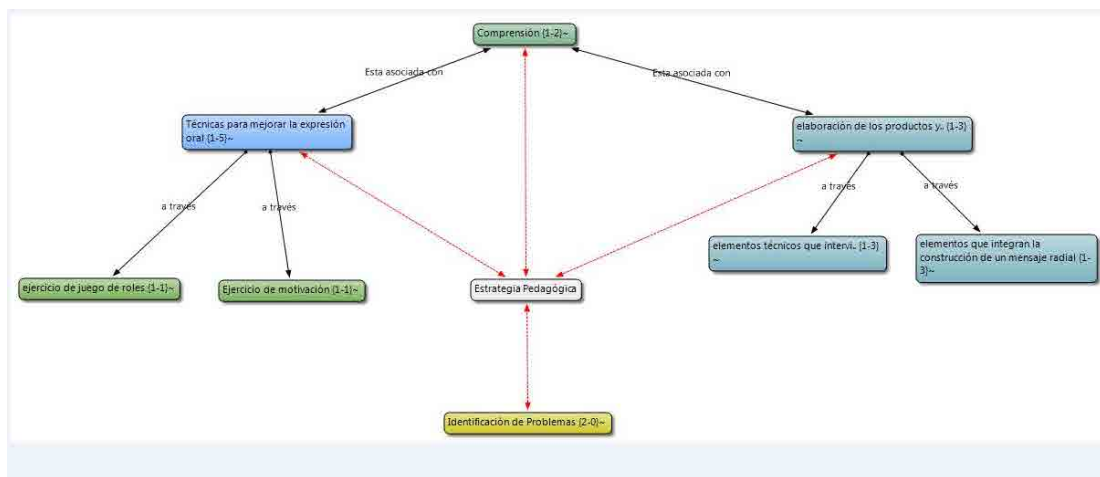 Comprensión {1-2}~
Esta asociada con
Esta asociada con
Técnicas para mejorar la expresión
oral {1-5}~
elaboración de los productos y.. {1-3}
~
a través
a través
a través
a través
elementos técnicos que intervi.. {1-3}
~
elementos que integran la
construcción de un mensaje radial {1-
3}~
ejercicio de juego de roles {1-1}~
Ejercicio de motivación {1-1}~
Estrategia Pedagógica
Identificación de Problemas {2-0}~